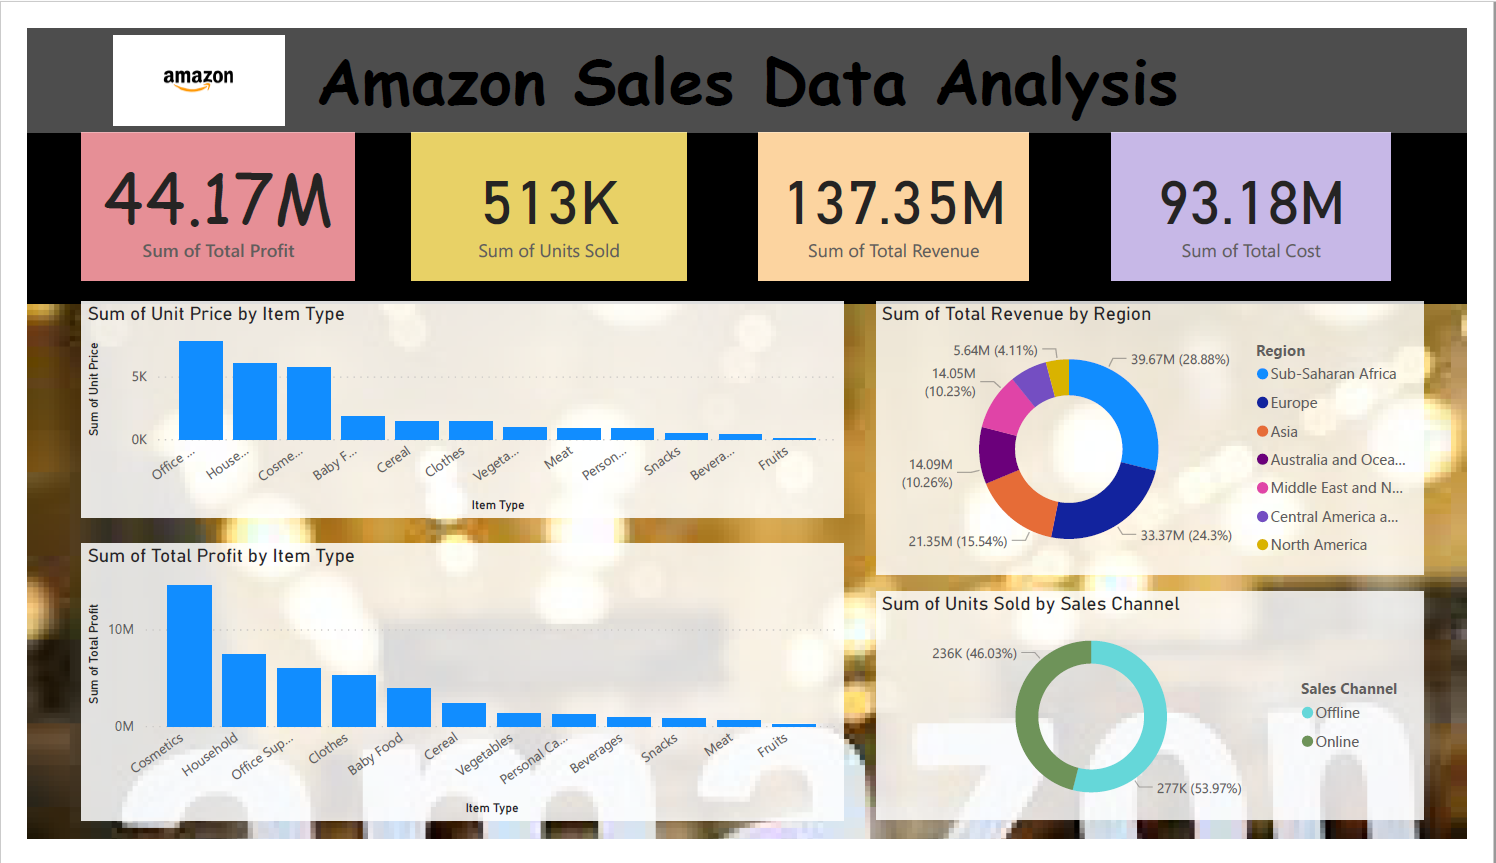 amazon
Amazon Sales Data Analysis
44.17M
Sum of Total Profit
513K
Sum of Units Sold
137.35M
Sum of Total Revenue
93.18M
Sum of Total Cost
Sum of Unit Price by Item Type
Sum of Unit Price
5K
0K
Office ...
House...
Cosme...
Baby F...
Cereal
Clothes
Vegeta...
Meat
Person...
Snacks
Bevera...
Fruits
Item Type
Sum of Total Revenue by Region
5.64M (4.11%)
39.67M (28.88%)
14.05M
(10.23%)
14.09M
(10.26%)
21.35M (15.54%)
33.37M (24.3%)
Region
Sub-Saharan Africa
Europe
Asia
Australia and Ocea...
Middle East and N...
Central America a...
North America
Sum of Total Profit by Item Type
Sum of Total Profit
10M
0M
Cosmetics
Household
Office Sup...
Clothes
Baby Food
Cereal
Vegetables
Personal Ca...
Beverages
Snacks
Meat
Fruits
Item Type
Sum of Units Sold by Sales Channel
236K (46.03%)
277K (53.97%)
Sales Channel
Offline
Online
amazon